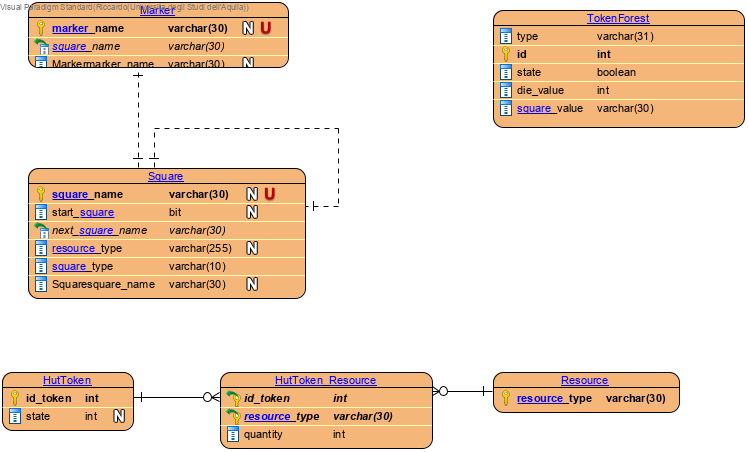 Visual Paradigm Standard(Riccardo(Università degli Studi dell'Aquila))
Marker
marker_name varchar(30) N U
square_name varchar(30)
Markermarker_name varchar(30) N
TokenForest
type varchar(31)
id int
state boolean
die_value int
square_value varchar(30)
Square
square_name varchar(30) N U
start_square bit N
next_square_name varchar(30)
resource_type varchar(255) N
square_type varchar(10)
Squaresquare_name varchar(30) N
HutToken
id_token int
state int N
HutToken_Resource
id_token int
resource_type varchar(30)
quantity int
Resource
resource_type varchar(30)